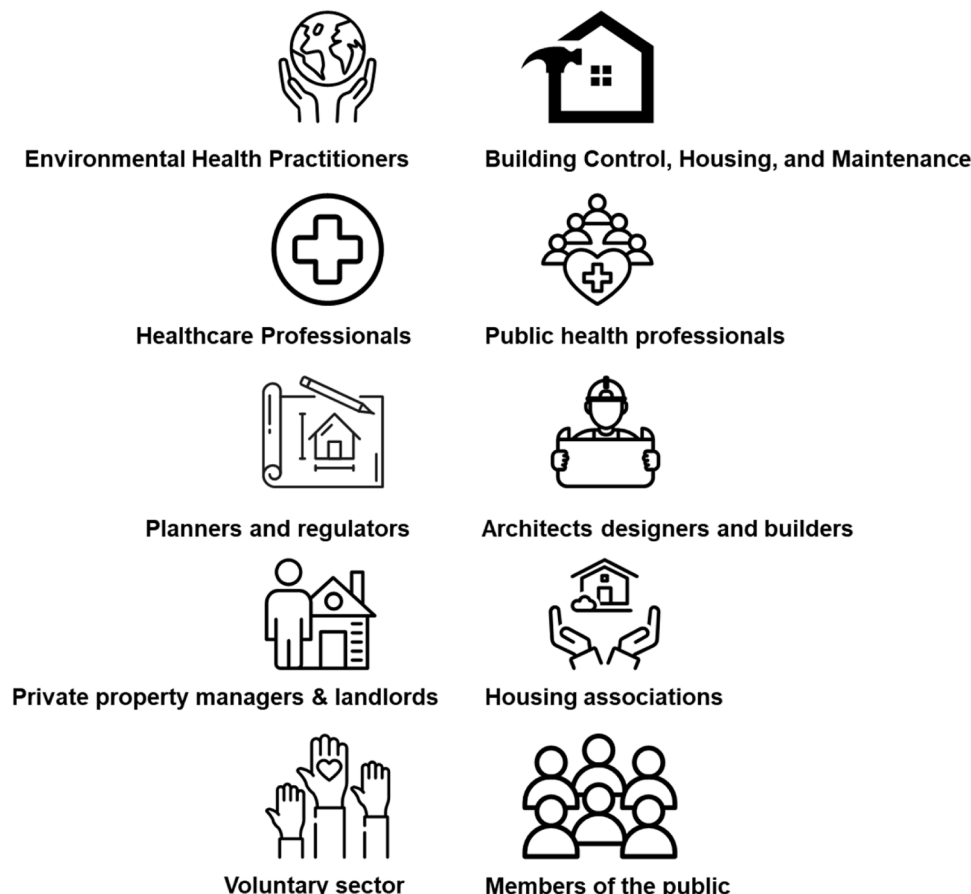 Environmental Health Practitioners
Building Control, Housing, and Maintenance
Healthcare Professionals
Public health professionals
Planners and regulators
Architects designers and builders
Private property managers & landlords
Housing associations
Voluntary sector
Members of the public